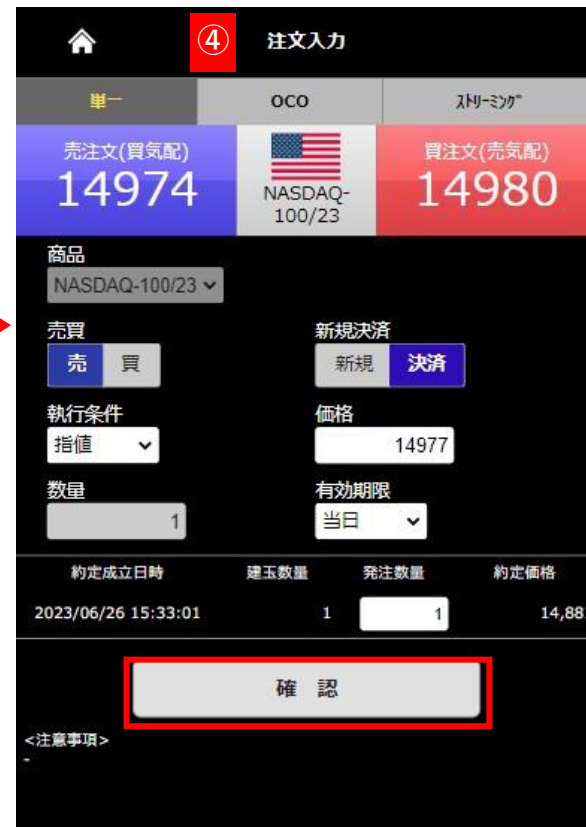 ④ 注文入力
単一 OCO ｽﾄﾘｰﾐﾝｸﾞ
売注文(買気配) 買注文(売気配)
14974 NASDAQ-100/23 14980
商品
NASDAQ-100/23
売買 新規決済
売 買 新規 決済
執行条件 価格
指値 14977
数量 有効期限
1 当日
約定成立日時 建玉数量 発注数量 約定価格
2023/06/26 15:33:01 1 1 14,88
確 認
<注意事項>
-